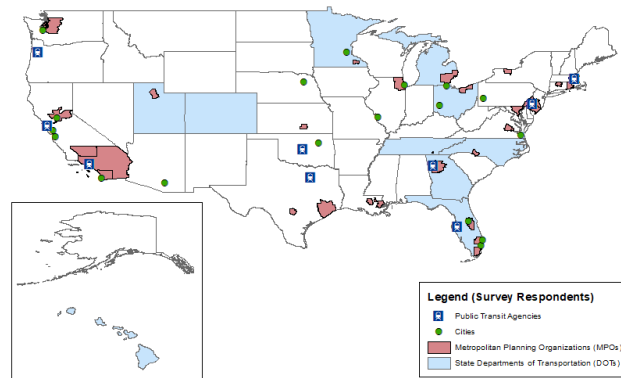 Legend (Survey Respondents)
Public Transit Agencies
Cities
Metropolitan Planning Organizations (MPOs)
State Departments of Transportation (DOTs)